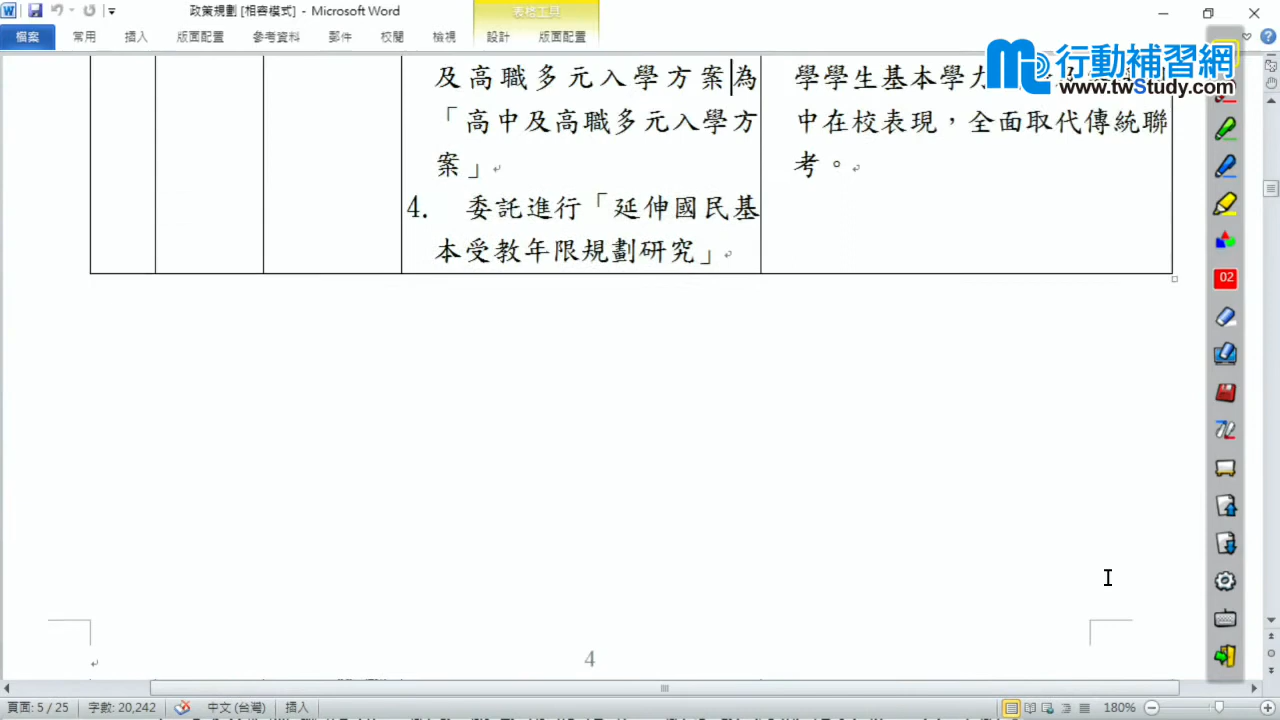 政策規劃 [相容模式] - Microsoft Word
表格工具
檔案 常用 插入 版面配置 參考資料 郵件 校閱 檢視 設計 版面配置
行動補習網
www.twStudy.com
及高職多元入學方案為
「高中及高職多元入學方
案」
4. 委託進行「延伸國民基
本受教年限規劃研究」
學學生基本學力
中在校表現，全面取代傳統聯
考。
02
4
頁面: 5 / 25 字數: 20,242 中文 (台灣) 插入 180%